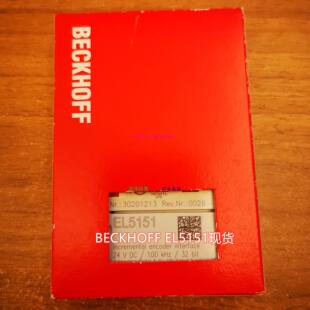 BECKHOFF
Nr.:30201213 Rev.Nr.:0026
EL5151
BECKHOFF EL5151现货
Incremental encoder interface
24 V DC / 100 kHz / 32 bit